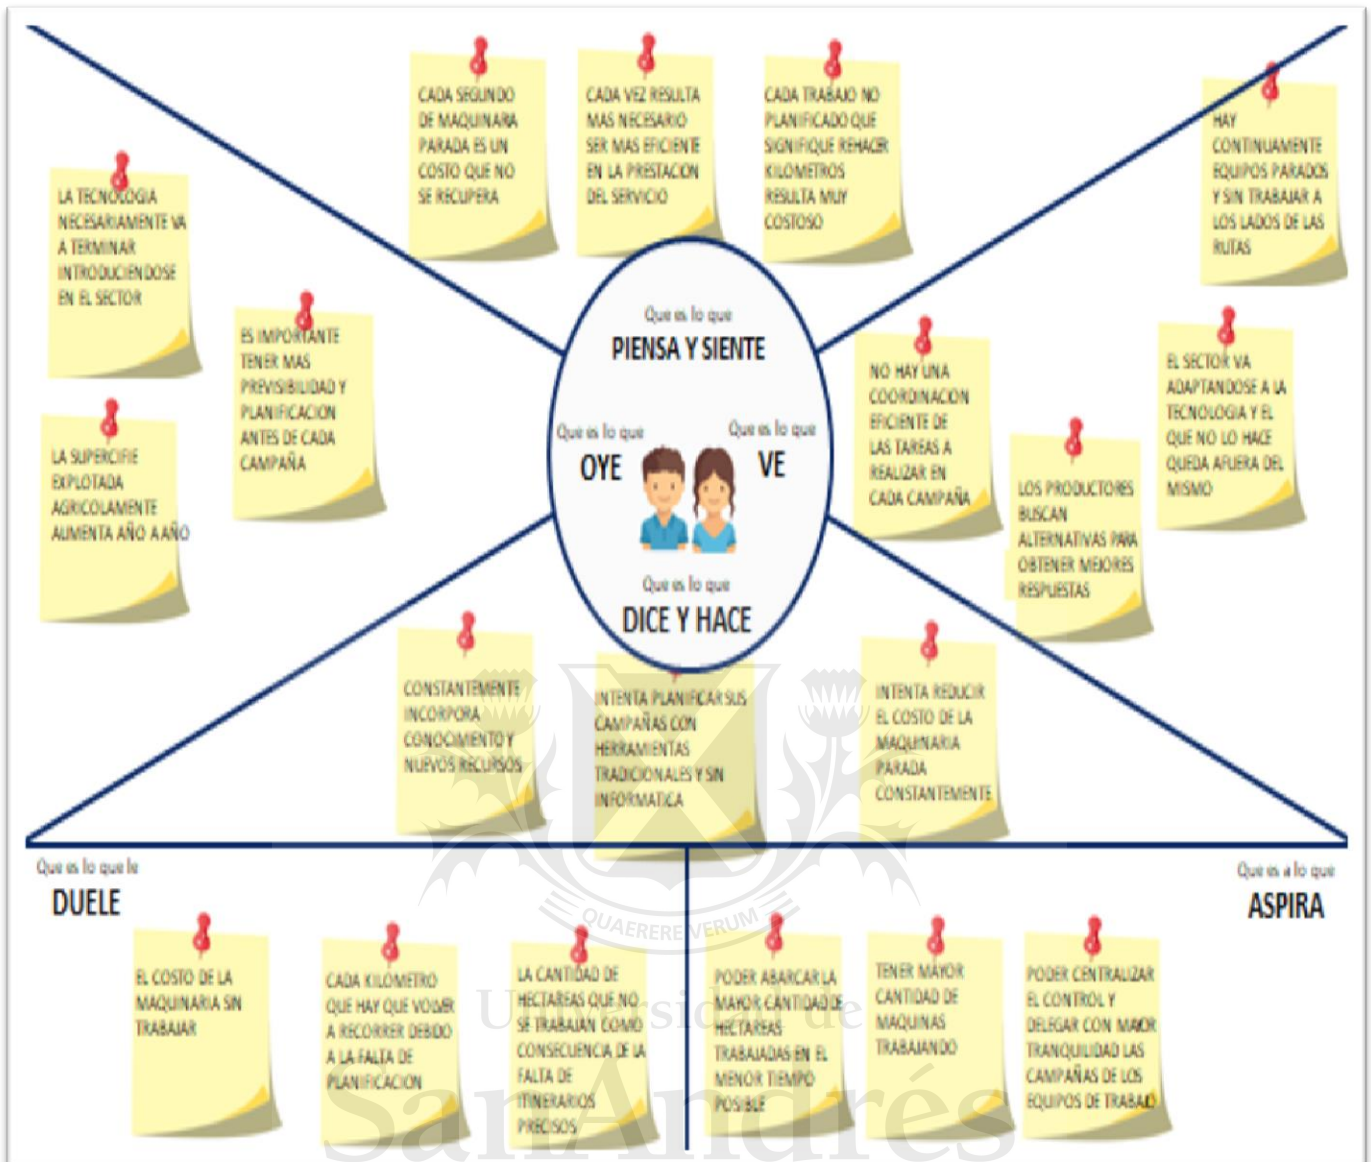 CADA SEGUNDO
DE MAQUINARA
PARADA ES UN
COSTO QUE NO
SE RECUPERA
CADA VEZ RESULTA
MAS NECESARIO
SER MAS EFICIENTE
EN LA PRESTACION
DEL SERVICIO
CADA TRABAJO NO
PLANIFICADO QUE
SIGNIFIQUE REHACER
KILOMETROS
RESULTA MUY
COSTOSO
HAY
CONTINUAMENTE
EQUIPOS PARADOS
Y SIN TRABAJAR A
LOS LADOS DE LAS
RUTAS
LA TECNOLOGIA
NECESARIAMENTE VA
A TERMINAR
INTRODUCIENDOSE
EN EL SECTOR
ES IMPORTANTE
TENER MAS
PREVISIBILIDAD Y
PLANIFICACION
ANTES DE CADA
CAMPAÑA
LA SUPERCIFIE
EXPLOTADA
AGRICOLAMENTE
AUMENTA AÑO A AÑO
Que es lo que
PIENSA Y SIENTE
Que es lo que
OYE
Que es lo que
VE
Que es lo que
DICE Y HACE
NO HAY UNA
COORDINACION
EFICIENTE DE
LAS TAREAS A
REALIZAR EN
CADA CAMPAÑA
EL SECTOR VA
ADAPTANDOSE A LA
TECNOLOGIA Y EL
QUE NO LO HACE
QUEDA AFUERA DEL
MISMO
LOS PRODUCTORES
BUSCAN
ALTERNATIVAS PARA
OBTENER MEJORES
RESPUESTAS
CONSTANTEMENTE
INCORPORA
CONOCIMIENTO Y
NUEVOS RECURSOS
INTENTA PLANIFICAR SUS
CAMPAÑAS CON
HERRAMIENTAS
TRADICIONALES Y SIN
INFORMATICA
INTENTA REDUCIR
EL COSTO DE LA
MAQUINARIA
PARADA
CONSTANTEMENTE
Que es lo que le
DUELE
EL COSTO DE LA
MAQUINARIA SIN
TRABAJAR
CADA KILOMETRO
QUE HAY QUE VOLVER
A RECORRER DEBIDO
A LA FALTA DE
PLANIFICACION
LA CANTIDAD DE
HECTAREAS QUE NO
SE TRABAJAN COMO
CONSECUENCIA DE LA
FALTA DE
ITINERARIOS
PRECISOS
Que es a lo que
ASPIRA
PODER ABARCAR LA
MAYOR CANTIDAD DE
HECTAREAS
TRABAJADAS EN EL
MENOR TIEMPO
POSIBLE
TENER MAYOR
CANTIDAD DE
MAQUINAS
TRABAJANDO
PODER CENTRALIZAR
EL CONTROL Y
DELEGAR CON MAYOR
TRANQUILIDAD LAS
CAMPAÑAS DE LOS
EQUIPOS DE TRABAJO
QUAERERE VERUM
Universidad de
SanAndrés